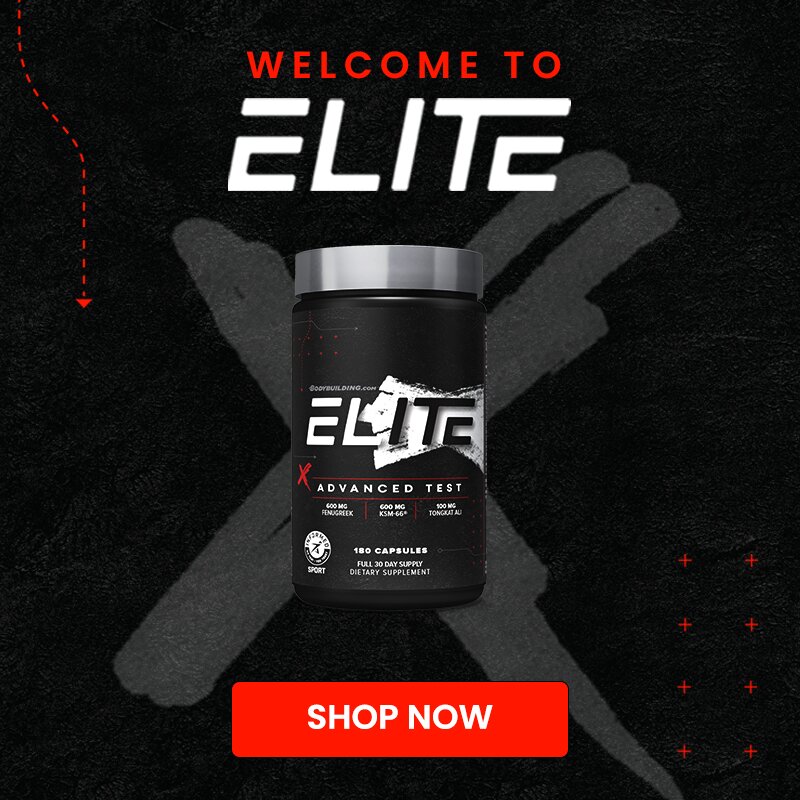 WELCOME TO
ELITE
BODYBUILDING.COM
ELITE
ADVANCED TEST
600 MG FENUGREEK
600 MG KSM-66®
100 MG TONGKAT ALI
180 CAPSULES
FULL 30 DAY SUPPLY
DIETARY SUPPLEMENT
INFORMED
SPORT
SHOP NOW